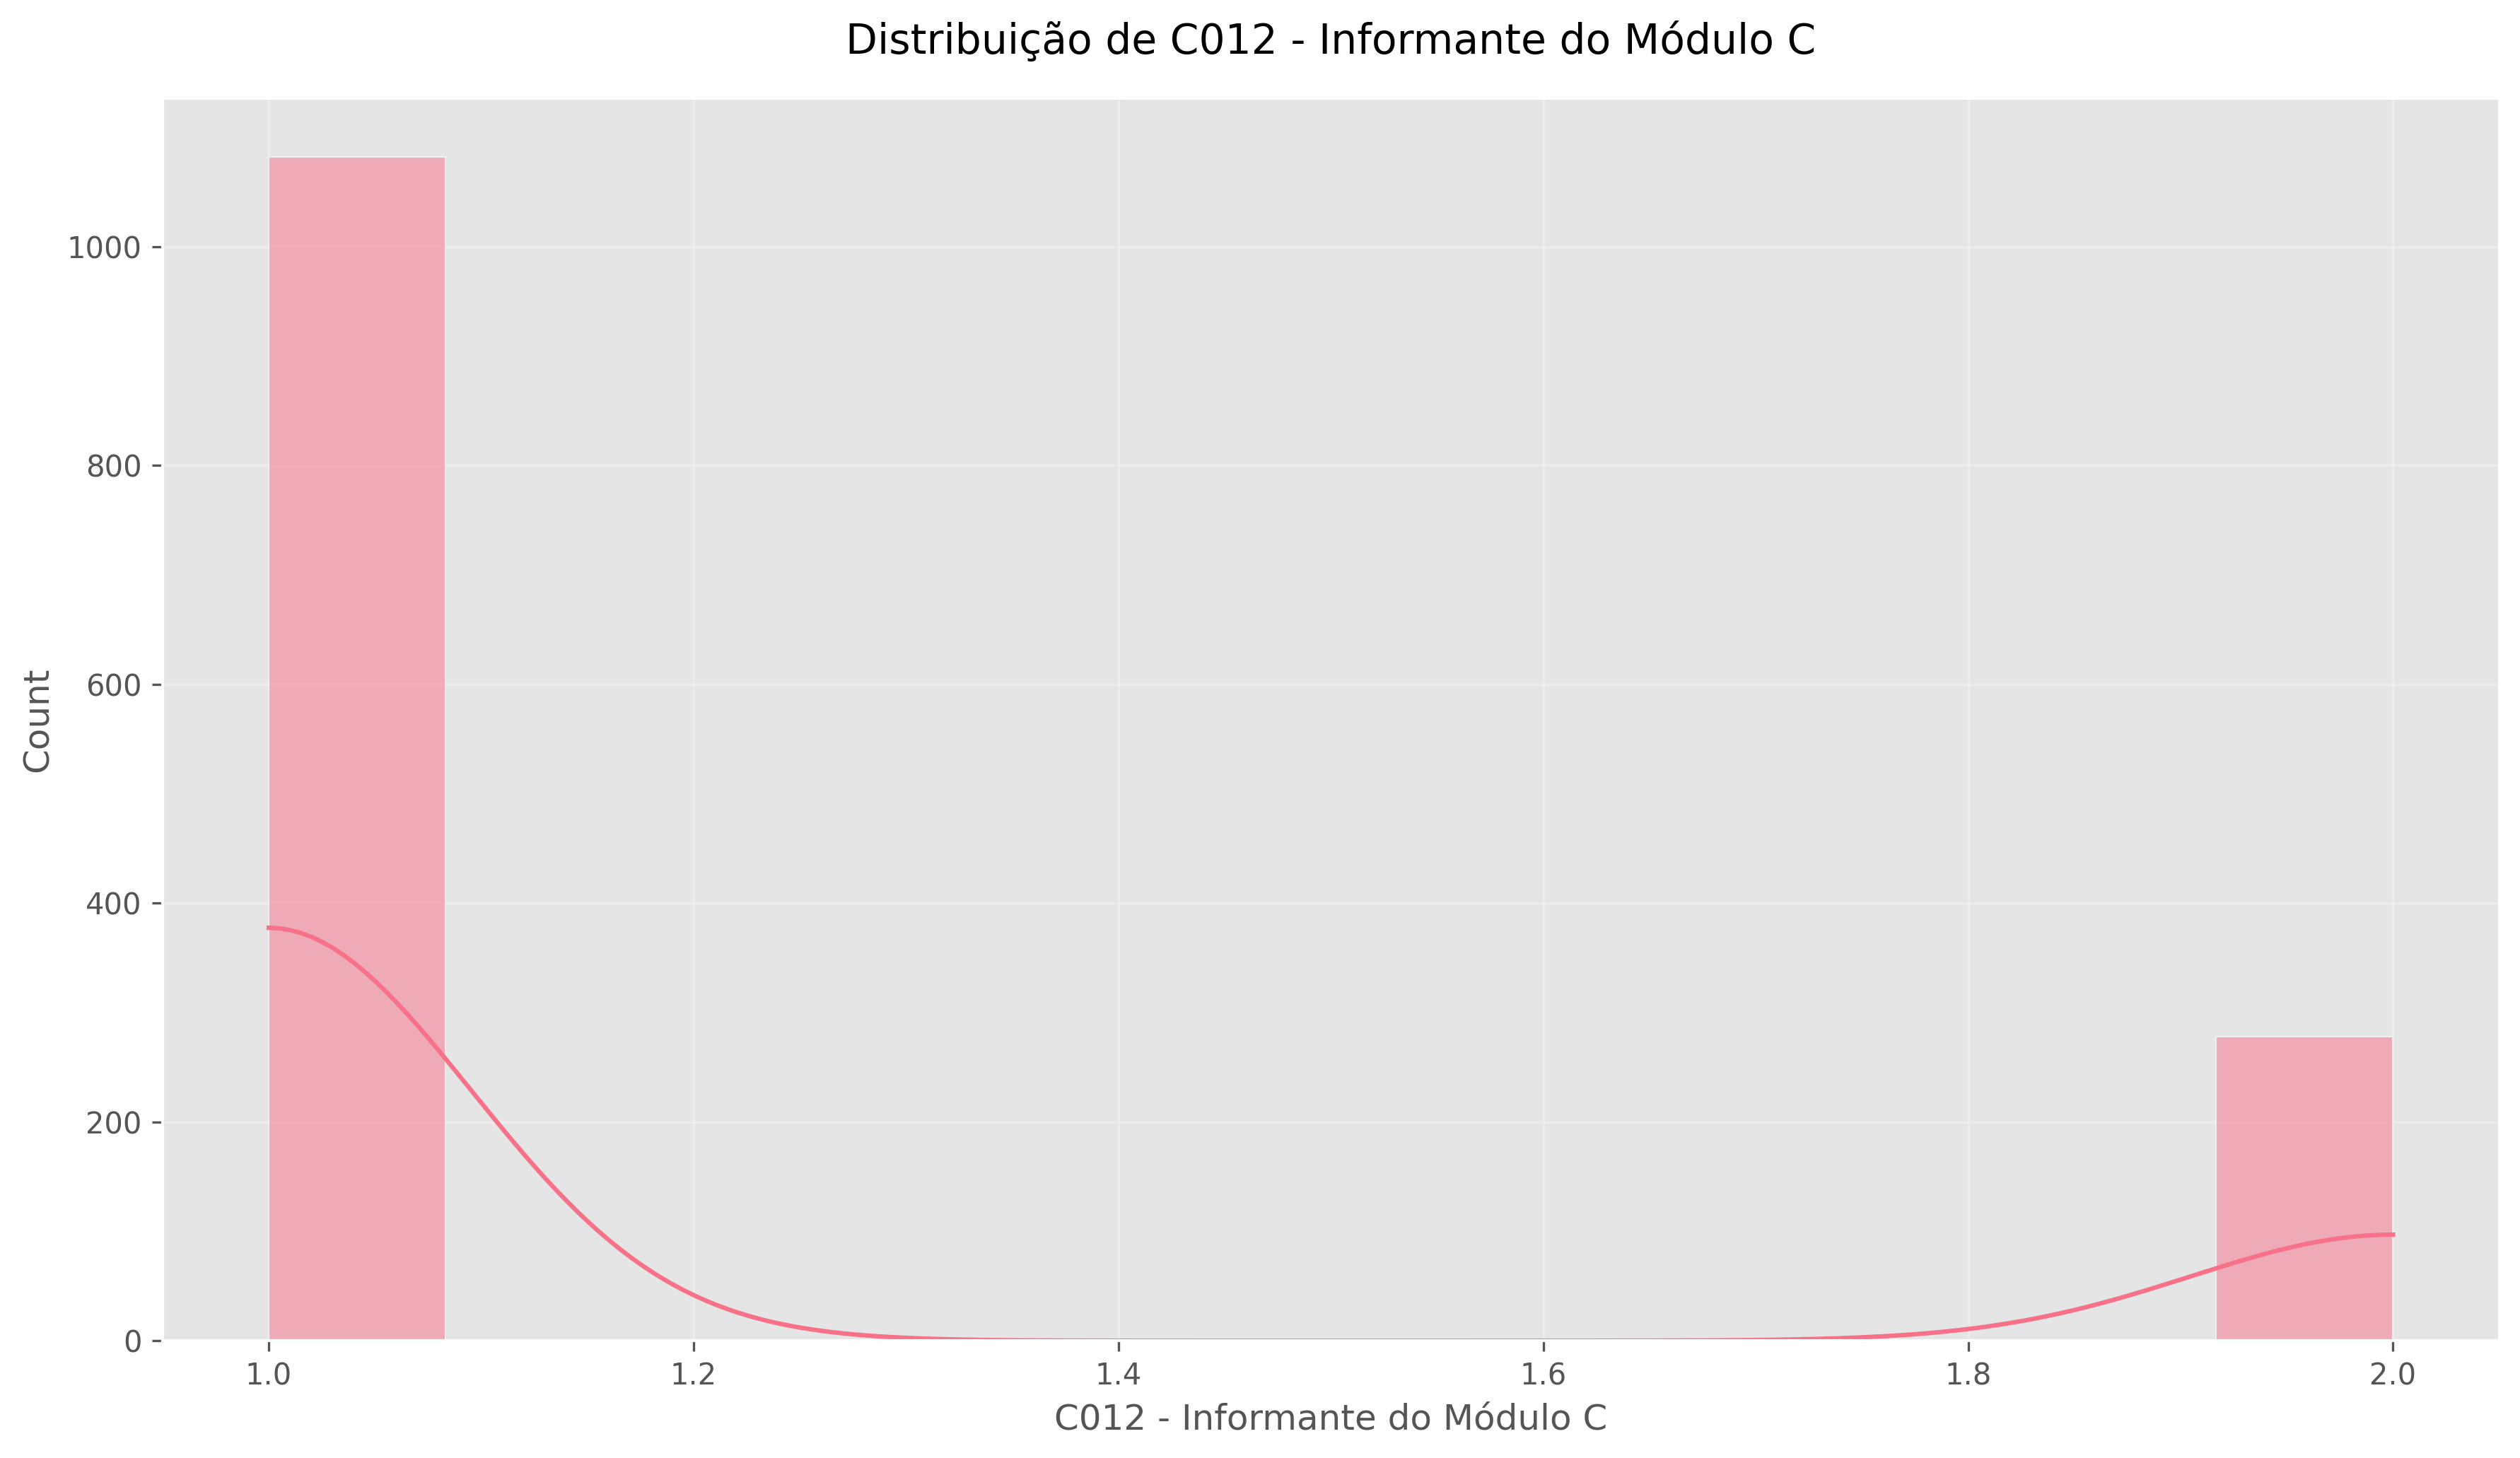 Distribuição de C012 - Informante do Módulo C
Count
1000
800
600
400
200
0
1.0 1.2 1.4 1.6 1.8 2.0
C012 - Informante do Módulo C